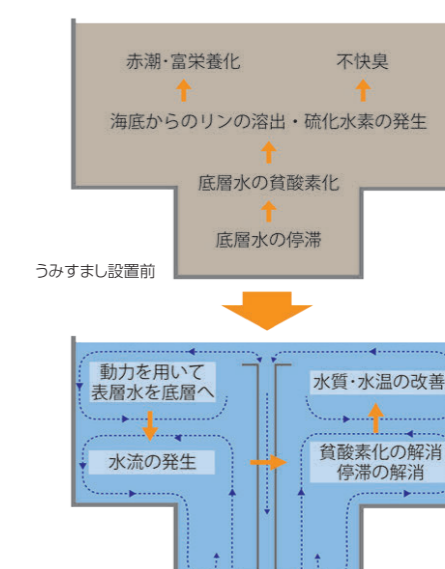 赤潮・富栄養化
不快臭
海底からのリンの溶出・硫化水素の発生
底層水の貧酸素化
底層水の停滞
うみすまし設置前
動力を用いて
表層水を底層へ
水質・水温の改善
水流の発生
貧酸素化の解消
停滞の解消